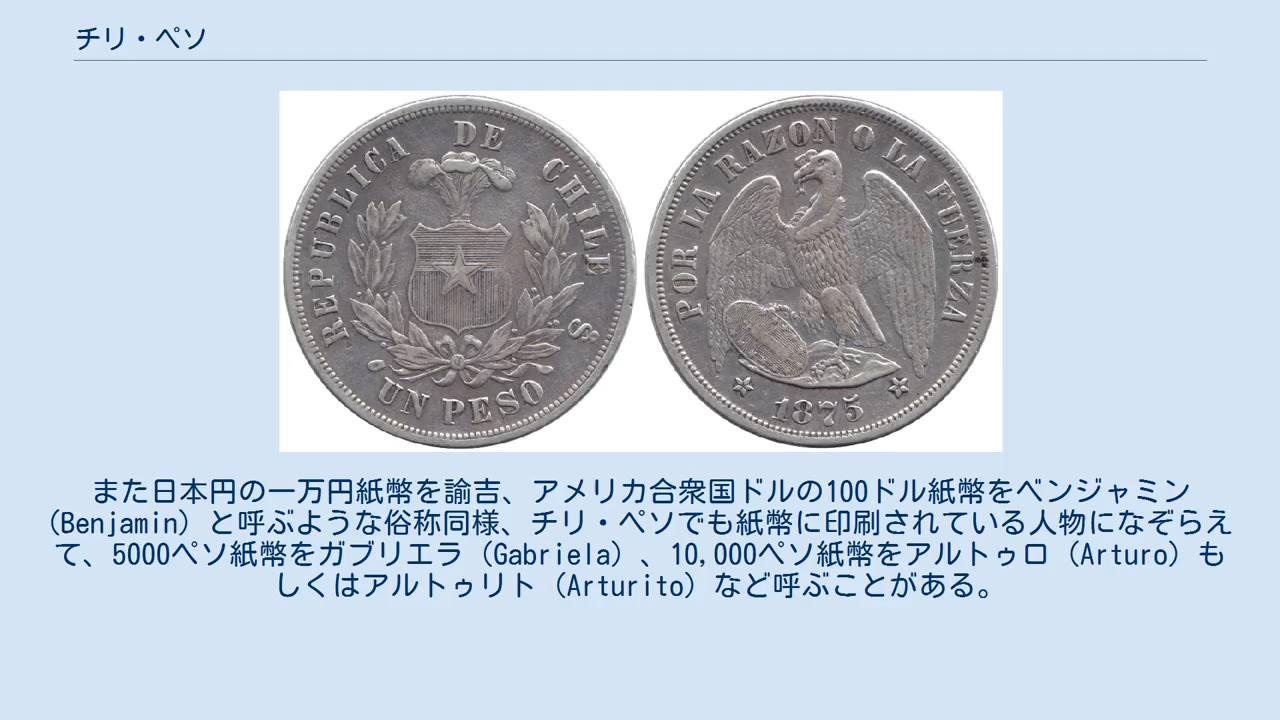 チリ・ペソ
REPUBLICA DE CHILE
UN PESO
POR LA RAZON O LA FUERZA
1875
また日本円の一万円紙幣を諭吉、アメリカ合衆国ドルの100ドル紙幣をベンジャミン
（Benjamin）と呼ぶような俗称同様、チリ・ペソでも紙幣に印刷されている人物になぞらえ
て、5000ペソ紙幣をガブリエラ（Gabriela）、10,000ペソ紙幣をアルトゥロ（Arturo）も
しくはアルトゥリト（Arturito）など呼ぶことがある。